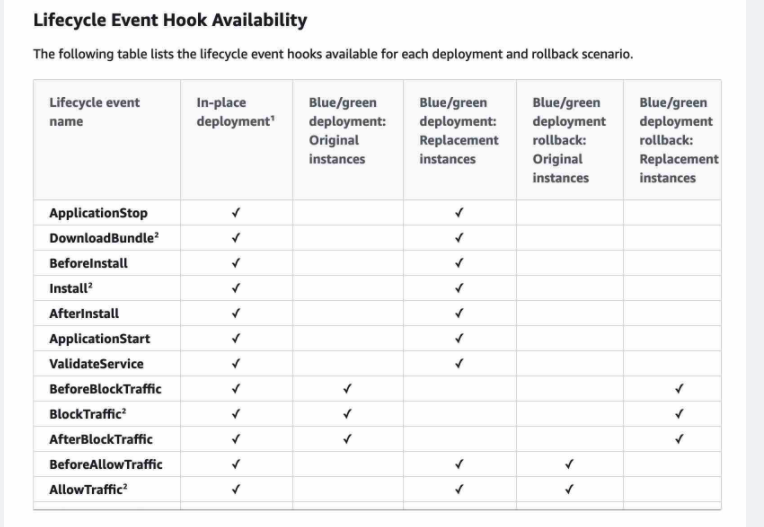 Lifecycle Event Hook Availability
The following table lists the lifecycle event hooks available for each deployment and rollback scenario.
Lifecycle event name | In-place deployment¹ | Blue/green deployment: Original instances | Blue/green deployment: Replacement instances | Blue/green deployment rollback: Original instances | Blue/green deployment rollback: Replacement instances
ApplicationStop | ✓ | | ✓ | |
DownloadBundle² | ✓ | | ✓ | |
BeforeInstall | ✓ | | ✓ | |
Install² | ✓ | | ✓ | |
AfterInstall | ✓ | | ✓ | |
ApplicationStart | ✓ | | ✓ | |
ValidateService | ✓ | | ✓ | |
BeforeBlockTraffic | ✓ | ✓ | | | ✓
BlockTraffic² | ✓ | ✓ | | | ✓
AfterBlockTraffic | ✓ | ✓ | | | ✓
BeforeAllowTraffic | ✓ | | ✓ | ✓ |
AllowTraffic² | ✓ | | ✓ | ✓ |